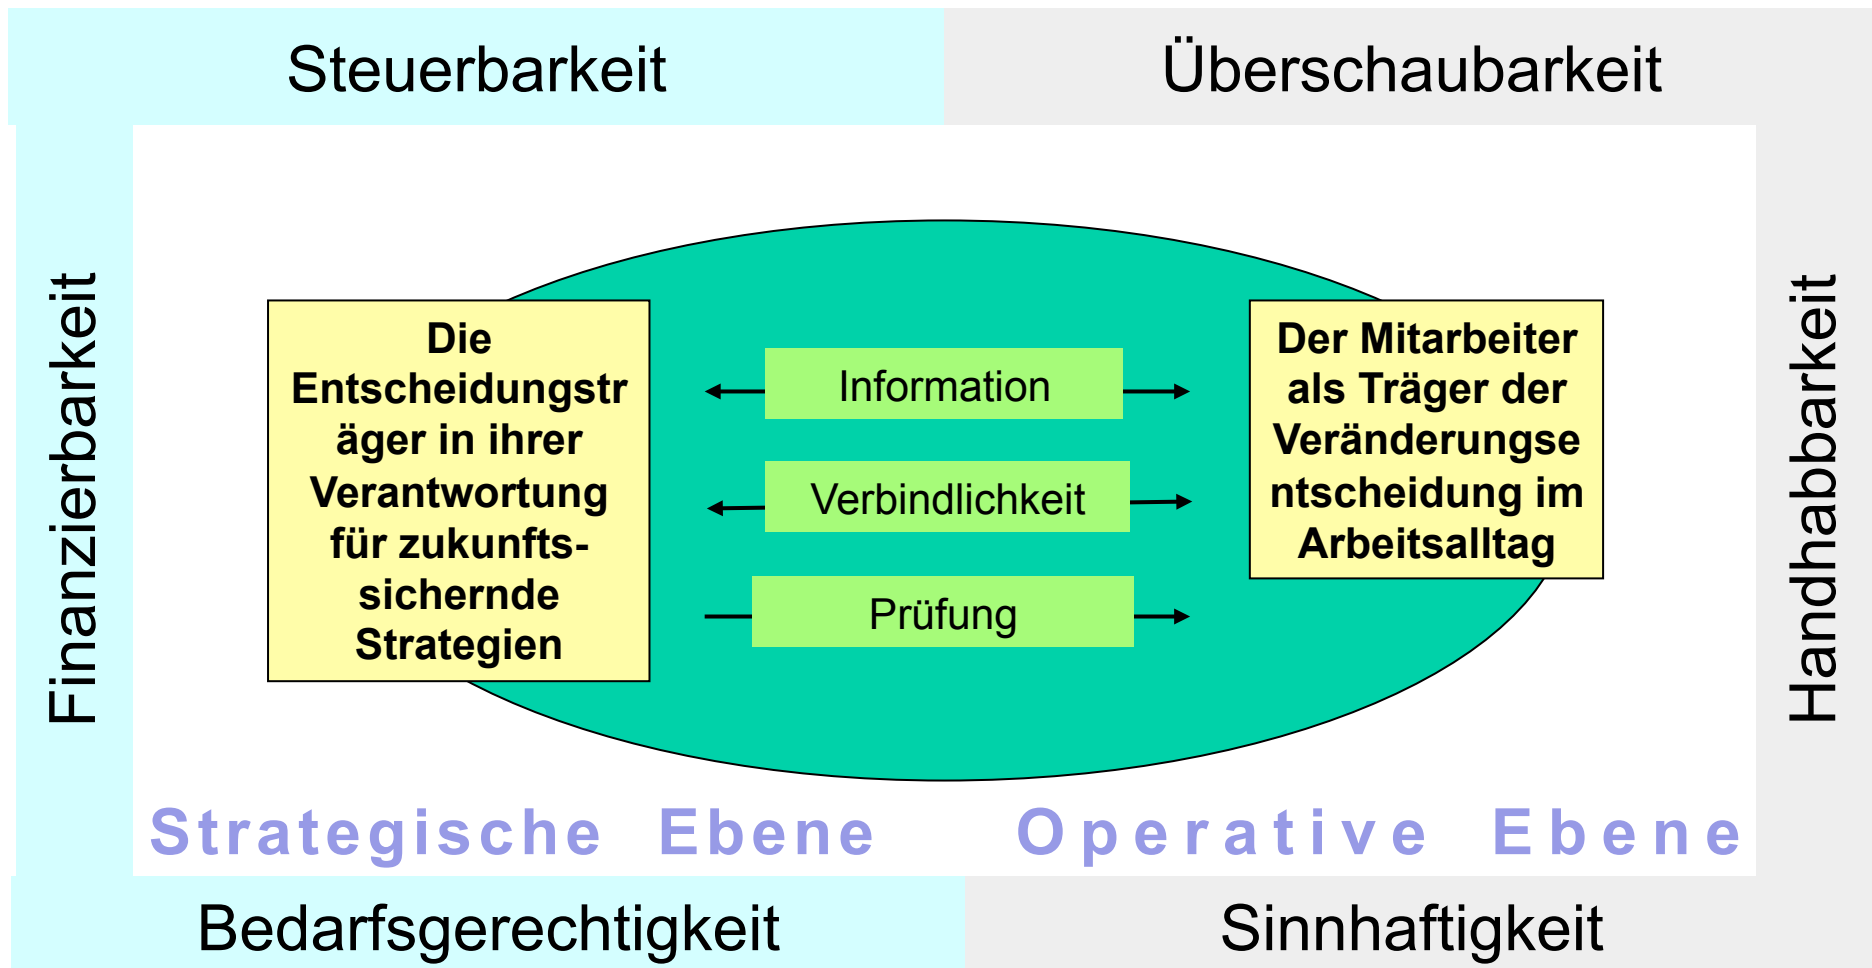 Steuerbarkeit
Überschaubarkeit
Finanzierbarkeit
Die
Entscheidungstr
äger in ihrer
Verantwortung
für zukunfts-
sichernde
Strategien
Information
Verbindlichkeit
Prüfung
Der Mitarbeiter
als Träger der
Veränderungse
ntscheidung im
Arbeitsalltag
Handhabbarkeit
Strategische Ebene
Operative Ebene
Bedarfsgerechtigkeit
Sinnhaftigkeit